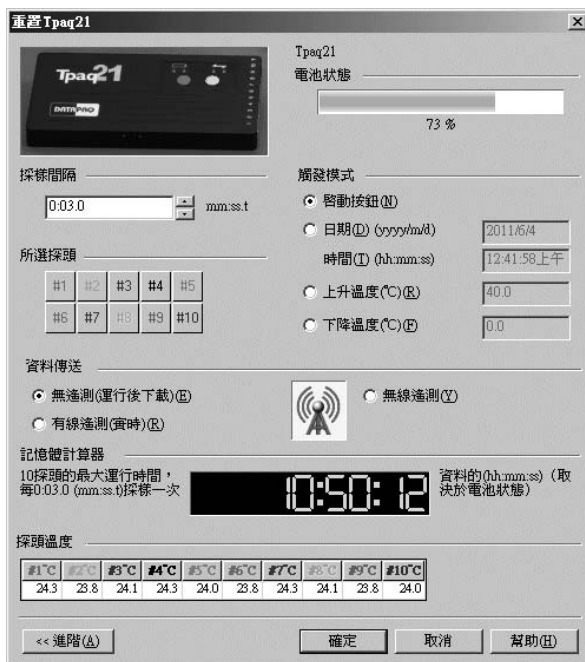 重置Tpaq21
Tpaq21
DATAPAQ
Tpaq21
電池狀態
73 %
採樣間隔
0:03.0 mm:ss.t
所選探頭
#1 #2 #3 #4 #5
#6 #7 #8 #9 #10
觸發模式
啓動按鈕(N)
日期(D) (yyyy/m/d) 2011/6/4
時間(T) (hh:mm:ss) 12:41:58上午
上升溫度(℃)(R) 40.0
下降溫度(℃)(F) 0.0
資料傳送
無遙測(運行後下載)(E)
有線遙測(實時)(R)
無線遙測(Y)
記憶體計算器
10探頭的最大運行時間，
每0:03.0 (mm:ss.t)採樣一次
10:50:12
資料的(hh:mm:ss)（取
決於電池狀態）
探頭溫度
#1℃ #2℃ #3℃ #4℃ #5℃ #6℃ #7℃ #8℃ #9℃ #10℃
24.3 23.8 24.1 24.3 24.0 23.8 24.3 24.1 23.8 24.0
<< 進階(A) 確定 取消 幫助(H)